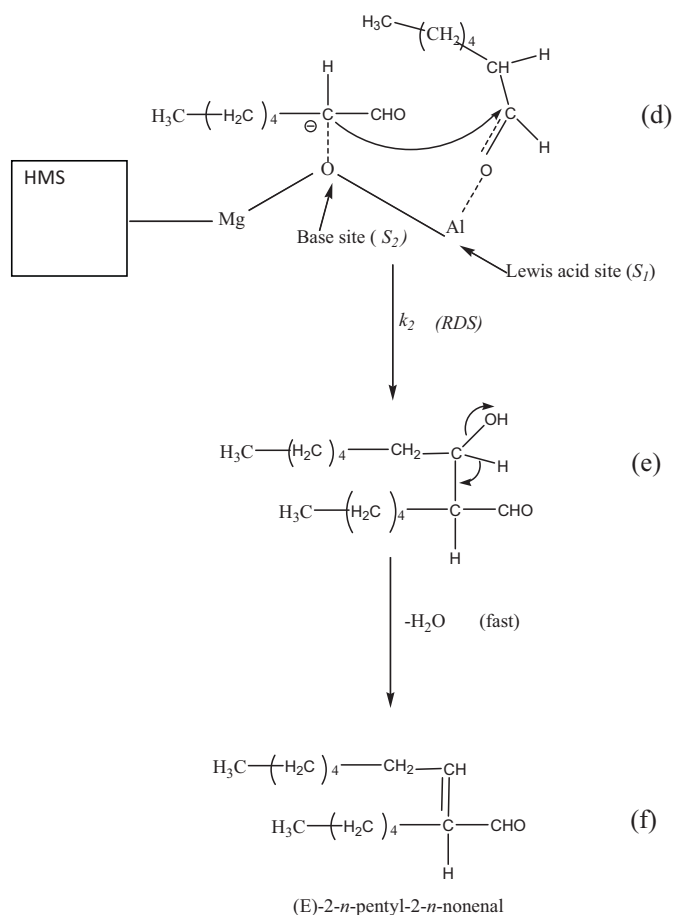 H3C (CH2)4 CH H
H
H3C—(H2C)4 C CHO C (d)
⊖ H
O
HMS
Mg Al
Base site ( S2)
Lewis acid site (S1)
k2 (RDS)
OH
H3C—(H2C)4 CH2 C H (e)
H3C—(H2C)4 C CHO
H
-H2O (fast)
H3C—(H2C)4 CH2 CH
H3C—(H2C)4 C CHO (f)
H
(E)-2-n-pentyl-2-n-nonenal